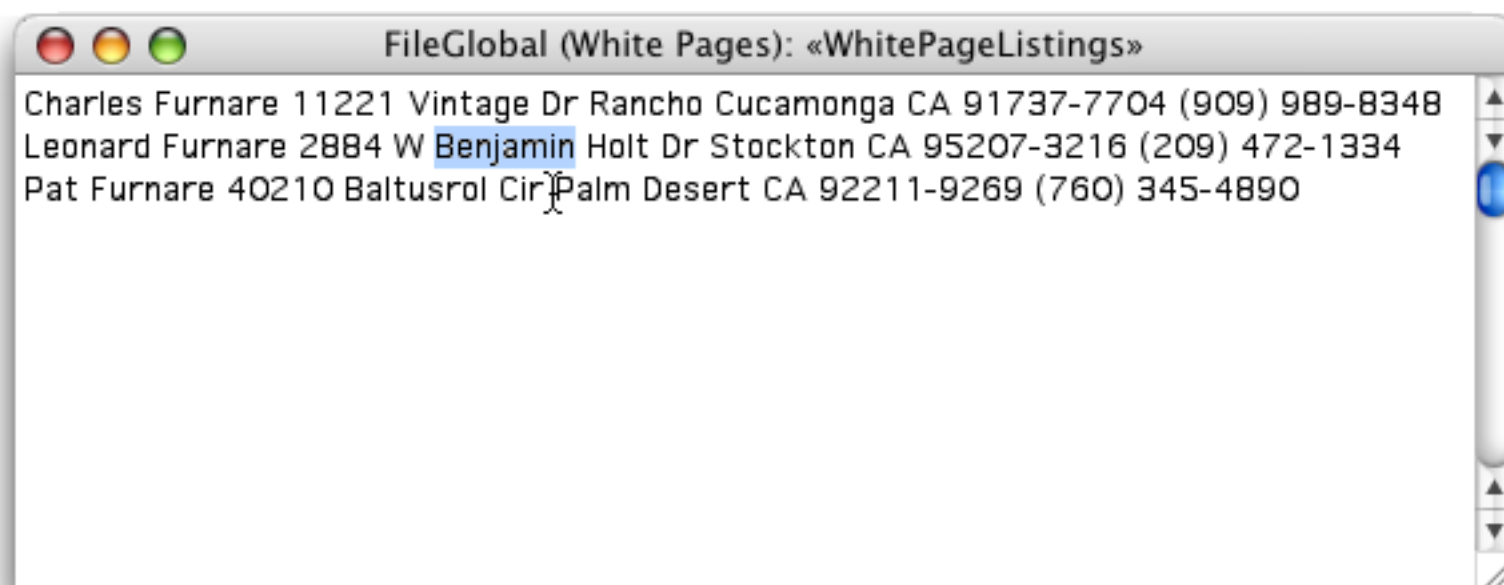 FileGlobal (White Pages): «WhitePageListings»
Charles Furnare 11221 Vintage Dr Rancho Cucamonga CA 91737-7704 (909) 989-8348
Leonard Furnare 2884 W Benjamin Holt Dr Stockton CA 95207-3216 (209) 472-1334
Pat Furnare 40210 Baltusrol Cir Palm Desert CA 92211-9269 (760) 345-4890